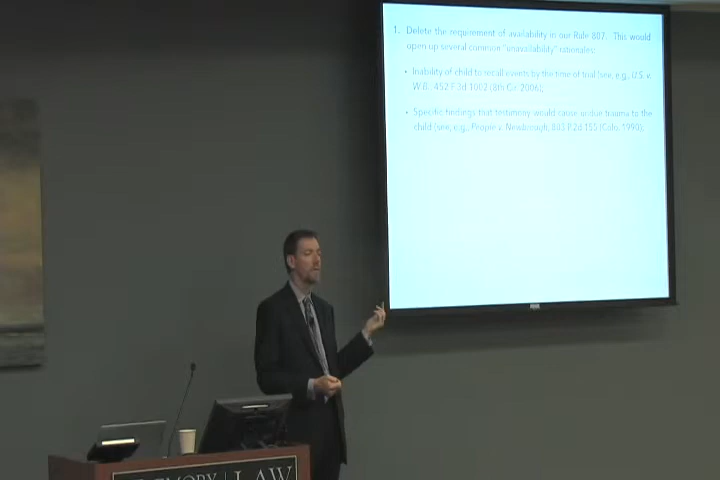 1. Delete the requirement of availability in our Rule 807. This would
open up several common "unavailability" rationales:
• Inability of child to recall events by the time of trial (see, e.g., U.S. v.
W.B., 452 F.3d 1002 (8th Cir. 2006);
• Specific findings that testimony would cause undue trauma to the
child (see, e.g., People v. Newbrough, 803 P.2d 155 (Colo. 1990);
EMORY | LAW